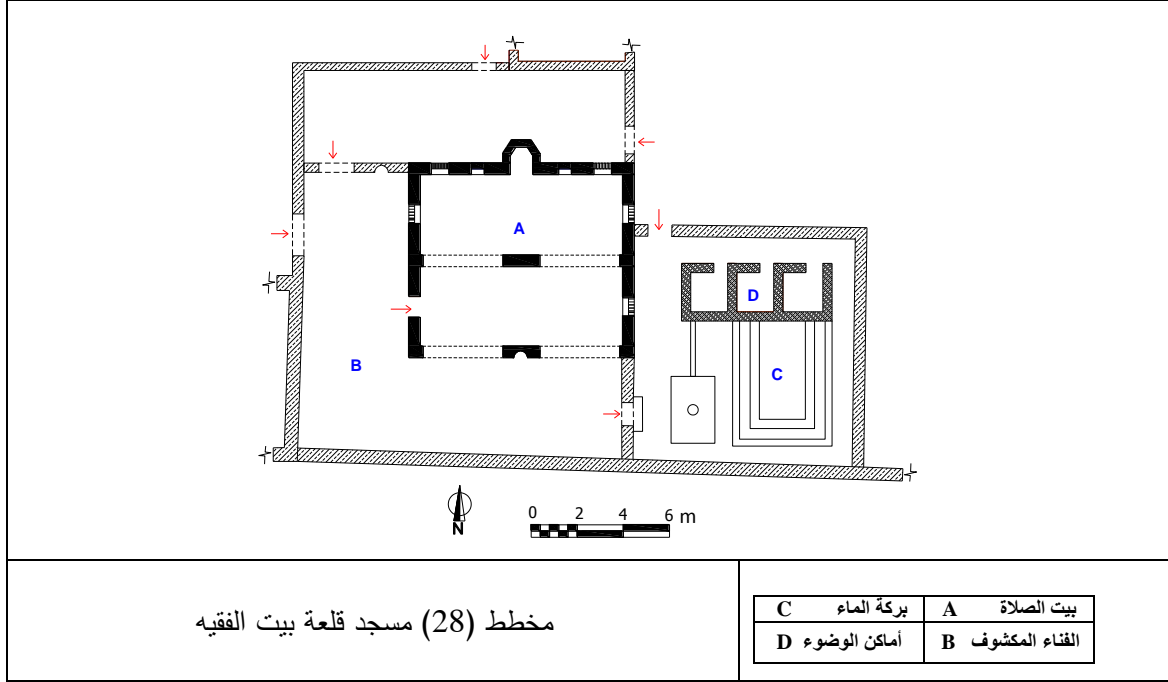 A
D
B
C
N
0 2 4 6 m
مخطط (28) مسجد قلعة بيت الفقيه
بيت الصلاة A بركة الماء C
الفناء المكشوف B أماكن الوضوء D